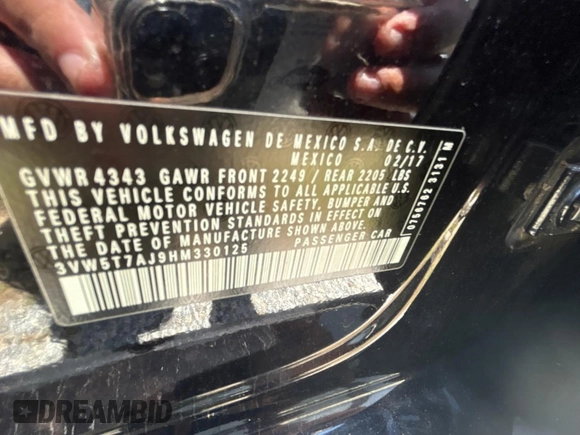 MFD BY VOLKSWAGEN DE MEXICO S.A. DE C.V.
MEXICO 02/17
GVWR 4343 GAWR FRONT 2249 / REAR 2205 LBS
THIS VEHICLE CONFORMS TO ALL APPLICABLE U.S.
FEDERAL MOTOR VEHICLE SAFETY, BUMPER AND
THEFT PREVENTION STANDARDS IN EFFECT ON
THE DATE OF MANUFACTURE SHOWN ABOVE.
3VW5T7AJ9HM330125 PASSENGER CAR
0750762 3131 M
DREAMBID